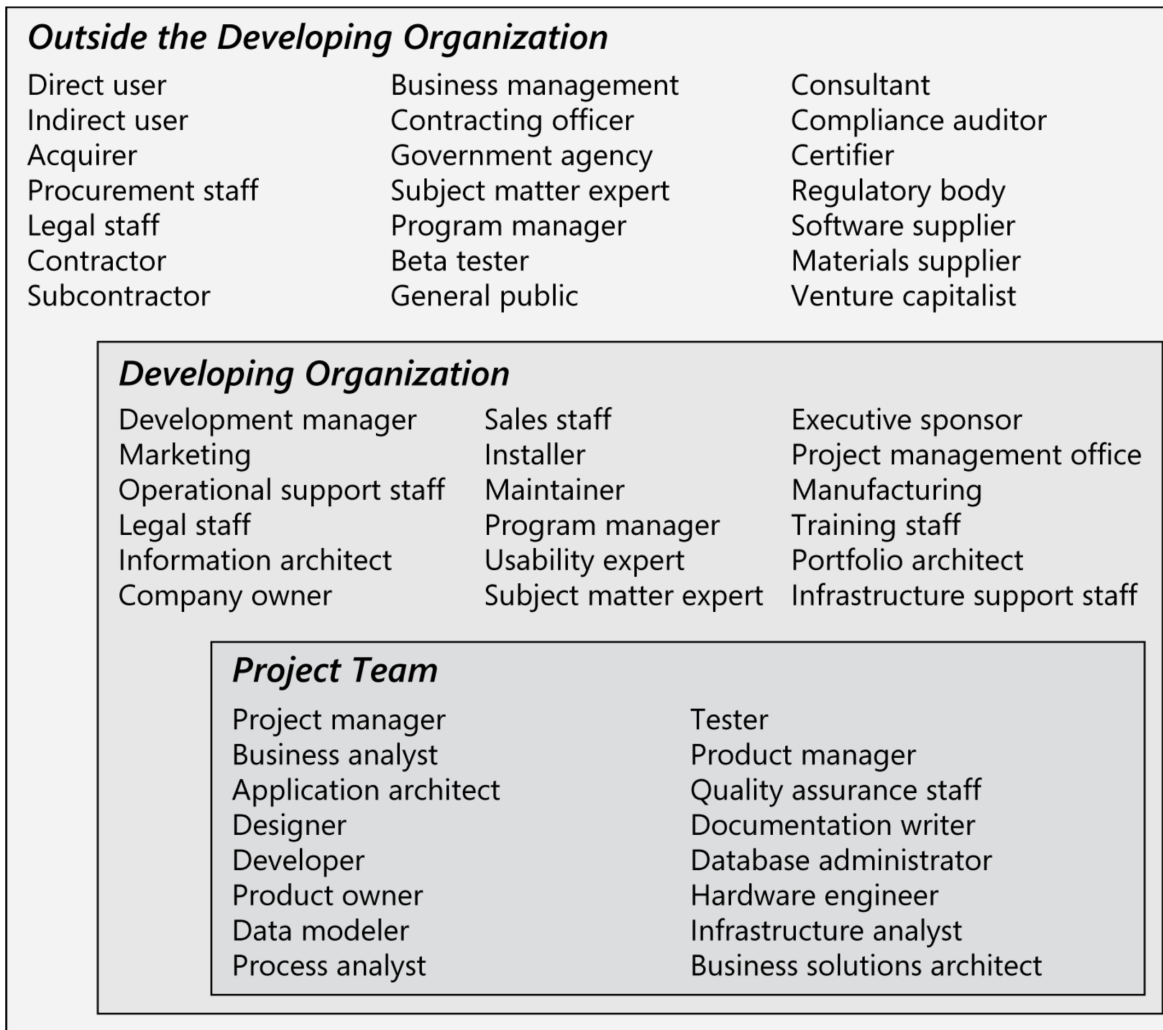 Outside the Developing Organization
Direct user
Indirect user
Acquirer
Procurement staff
Legal staff
Contractor
Subcontractor
Business management
Contracting officer
Government agency
Subject matter expert
Program manager
Beta tester
General public
Consultant
Compliance auditor
Certifier
Regulatory body
Software supplier
Materials supplier
Venture capitalist
Developing Organization
Development manager
Marketing
Operational support staff
Legal staff
Information architect
Company owner
Sales staff
Installer
Maintainer
Program manager
Usability expert
Subject matter expert
Executive sponsor
Project management office
Manufacturing
Training staff
Portfolio architect
Infrastructure support staff
Project Team
Project manager
Business analyst
Application architect
Designer
Developer
Product owner
Data modeler
Process analyst
Tester
Product manager
Quality assurance staff
Documentation writer
Database administrator
Hardware engineer
Infrastructure analyst
Business solutions architect